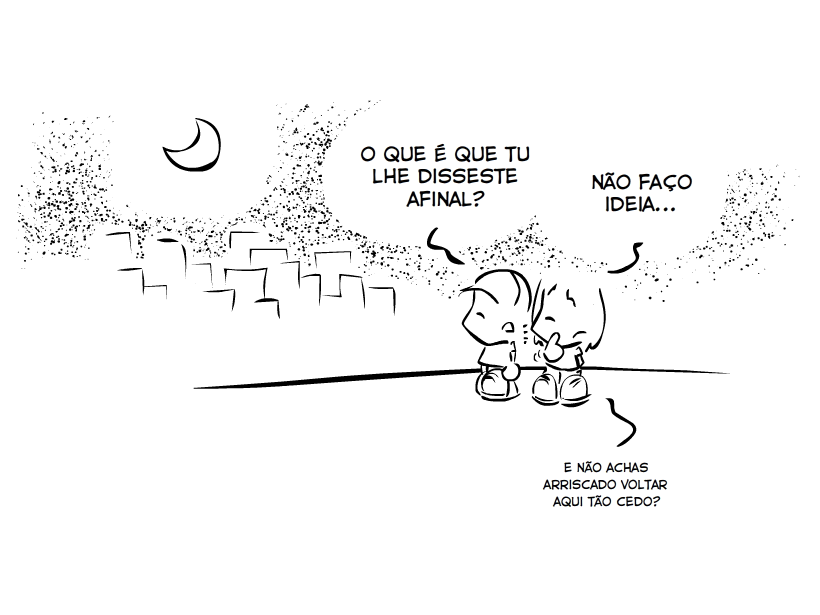 O QUE É QUE TU
LHE DISSESTE
AFINAL?
NÃO FAÇO
IDEIA...
E NÃO ACHAS
ARRISCADO VOLTAR
AQUI TÃO CEDO?